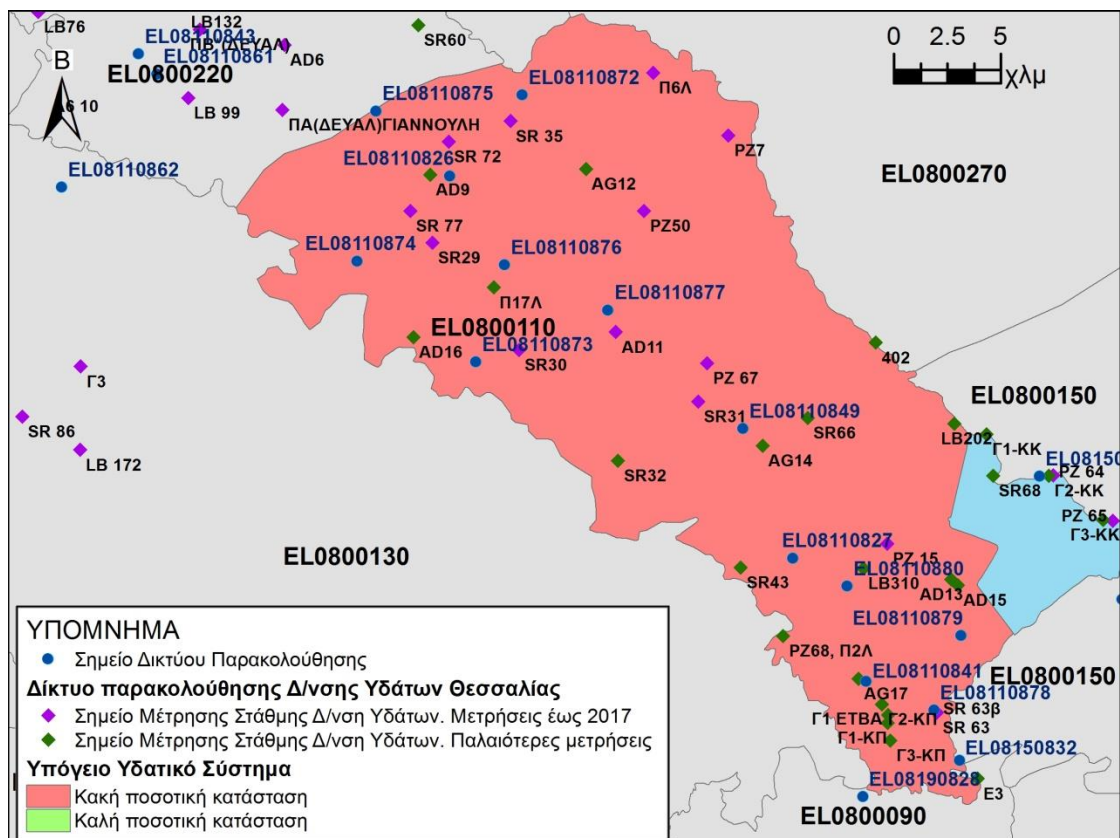 LB76
LB132
EL08110843
ΠΒ' (ΔΕΥΑΛ)
EL08110861
AD6
SR60
EL0800220
0
2.5
5
χλμ
B
LB 99
EL08110875
EL08110872
Π6Λ
ΠΑ(ΔΕΥΑΛ)ΓΙΑΝΝΟΥΛΗ
SR 35
PZ7
SR 72
EL08110826
EL08110862
AD9
AG12
EL0800270
SR 77
PZ50
EL08110874
SR29
EL08110876
Π17Λ
EL08110877
EL0800110
AD16
EL08110873
SR30
AD11
402
Γ3
PZ 67
EL0800150
SR 86
SR31
EL08110849
SR66
LB202
Γ1-ΚΚ
LB 172
AG14
SR32
SR68
EL08150
PZ 64
Γ2-ΚΚ
PZ 65
Γ3-ΚΚ
EL0800130
EL08110827
PZ 15
EL08110880
SR43
LB310
AD13
AD15
EL08110879
PZ68, Π2Λ
EL0800150
EL08110841
AG17
EL08110878
SR 63β
Γ1 ΕΤΒΑ
Γ2-ΚΠ
SR 63
Γ1-ΚΠ
Γ3-ΚΠ
EL08150832
EL08190828
E3
EL0800090
ΥΠΟΜΝΗΜΑ
Σημείο Δικτύου Παρακολούθησης
Δίκτυο παρακολούθησης Δ/νσης Υδάτων Θεσσαλίας
Σημείο Μέτρησης Στάθμης Δ/νση Υδάτων. Μετρήσεις έως 2017
Σημείο Μέτρησης Στάθμης Δ/νση Υδάτων. Παλαιότερες μετρήσεις
Υπόγειο Υδατικό Σύστημα
Κακή ποσοτική κατάσταση
Καλή ποσοτική κατάσταση